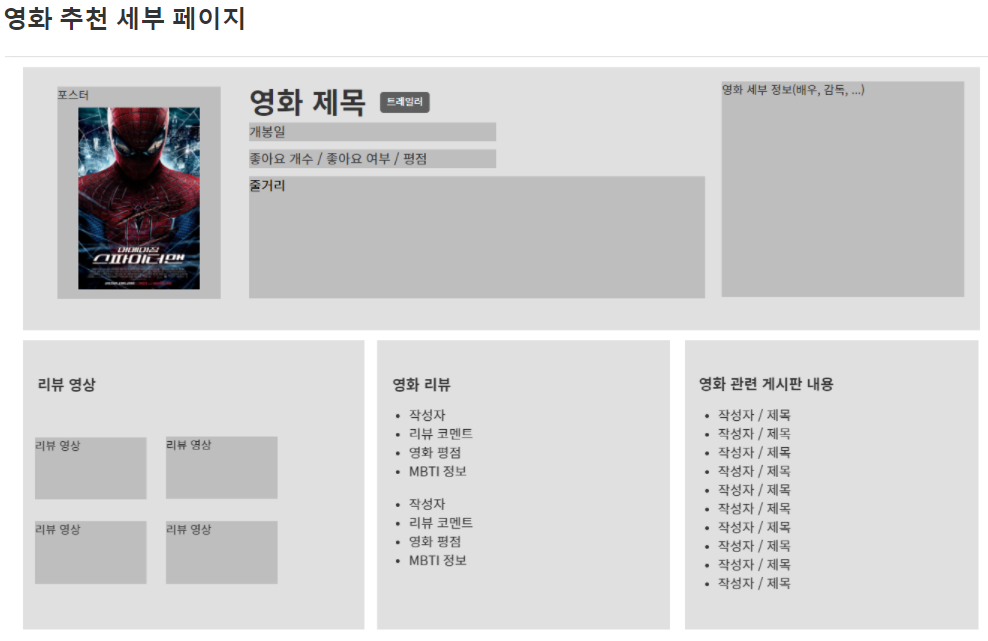 영화 추천 세부 페이지
포스터
어메이징
스파이더맨
영화 제목
트레일러
개봉일
좋아요 개수 / 좋아요 여부 / 평점
줄거리
영화 세부 정보(배우, 감독, ...)
리뷰 영상
리뷰 영상
리뷰 영상
리뷰 영상
리뷰 영상
영화 리뷰
• 작성자
• 리뷰 코멘트
• 영화 평점
• MBTI 정보
• 작성자
• 리뷰 코멘트
• 영화 평점
• MBTI 정보
영화 관련 게시판 내용
• 작성자 / 제목
• 작성자 / 제목
• 작성자 / 제목
• 작성자 / 제목
• 작성자 / 제목
• 작성자 / 제목
• 작성자 / 제목
• 작성자 / 제목
• 작성자 / 제목
• 작성자 / 제목